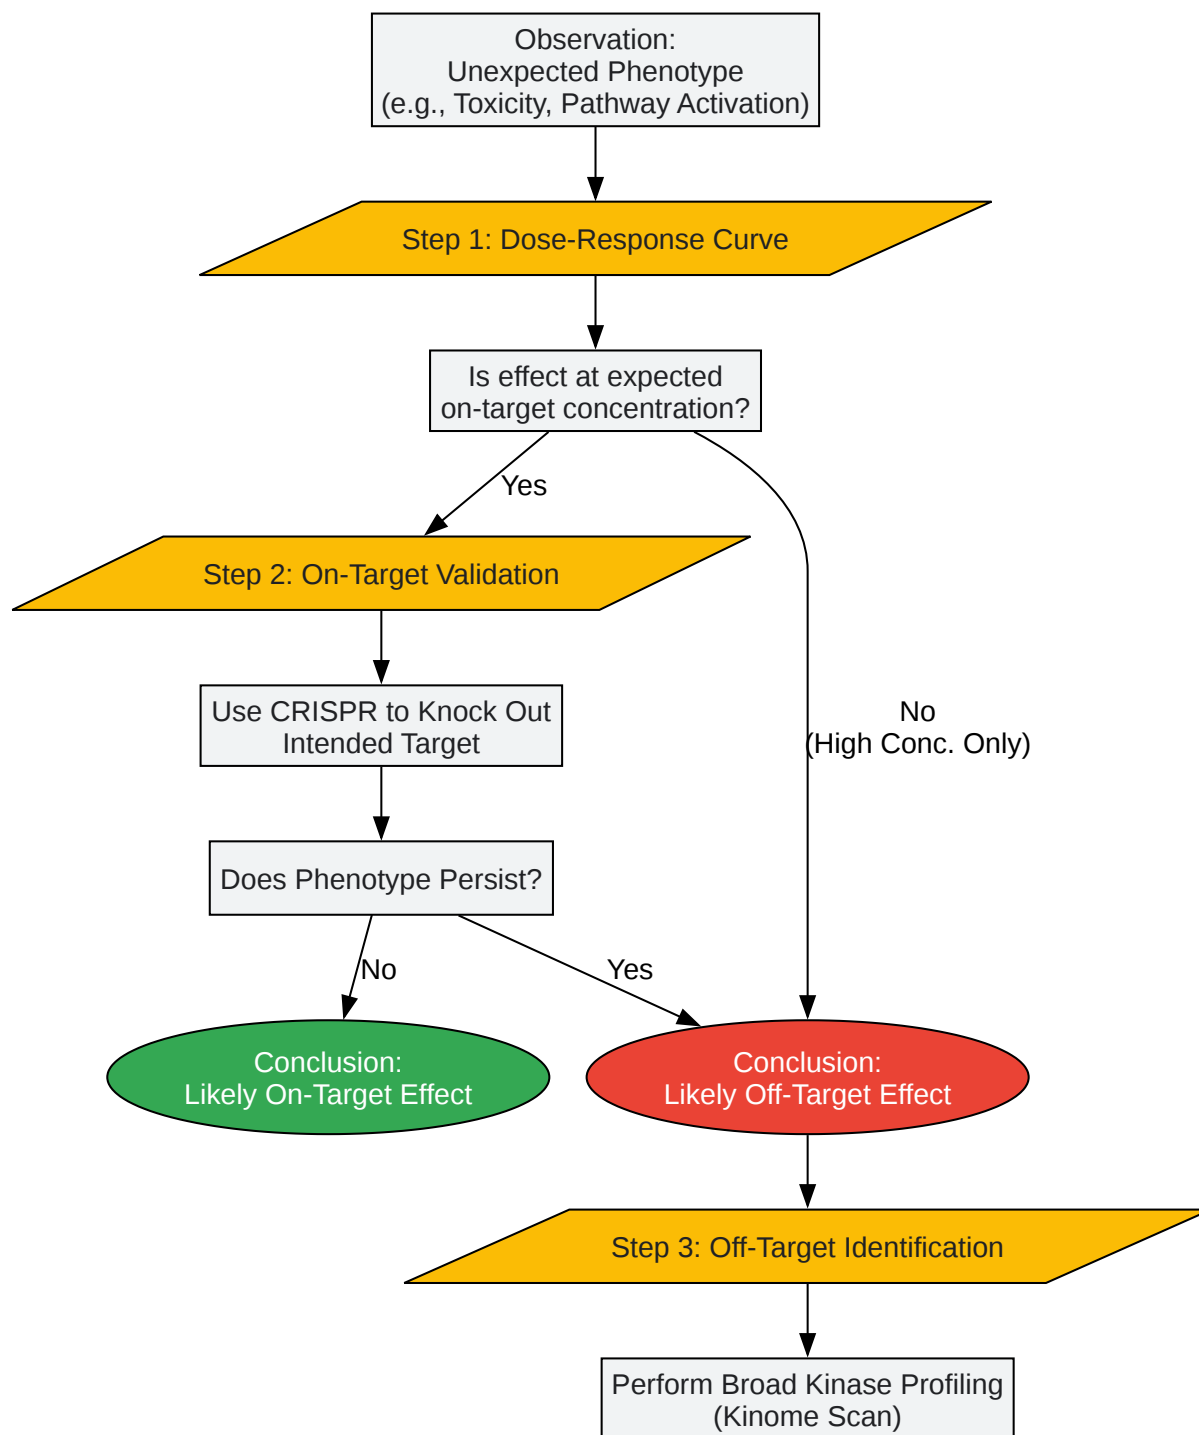 Observation:
Unexpected Phenotype
(e.g., Toxicity, Pathway Activation)
Step 1: Dose-Response Curve
Is effect at expected
on-target concentration?
Yes
Step 2: On-Target Validation
Use CRISPR to Knock Out
Intended Target
No
(High Conc. Only)
Does Phenotype Persist?
No
Yes
Conclusion:
Likely On-Target Effect
Conclusion:
Likely Off-Target Effect
Step 3: Off-Target Identification
Perform Broad Kinase Profiling
(Kinome Scan)